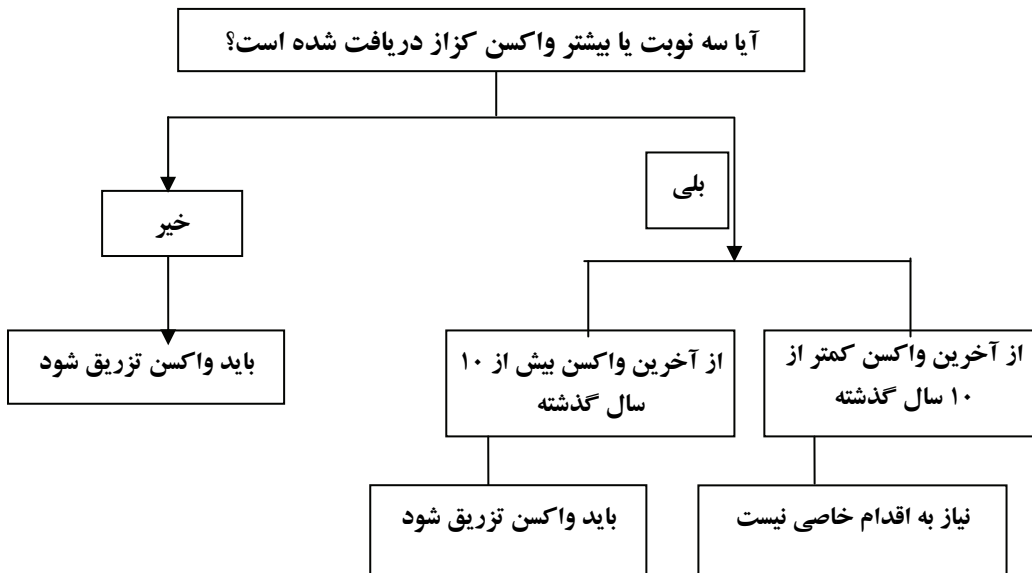 آیا سه نوبت یا بیشتر واکسن کزاز دریافت شده است؟
بلی
خیر
از آخرین واکسن کمتر از
۱۰ سال گذشته
از آخرین واکسن بیش از ۱۰
سال گذشته
باید واکسن تزریق شود
نیاز به اقدام خاصی نیست
باید واکسن تزریق شود